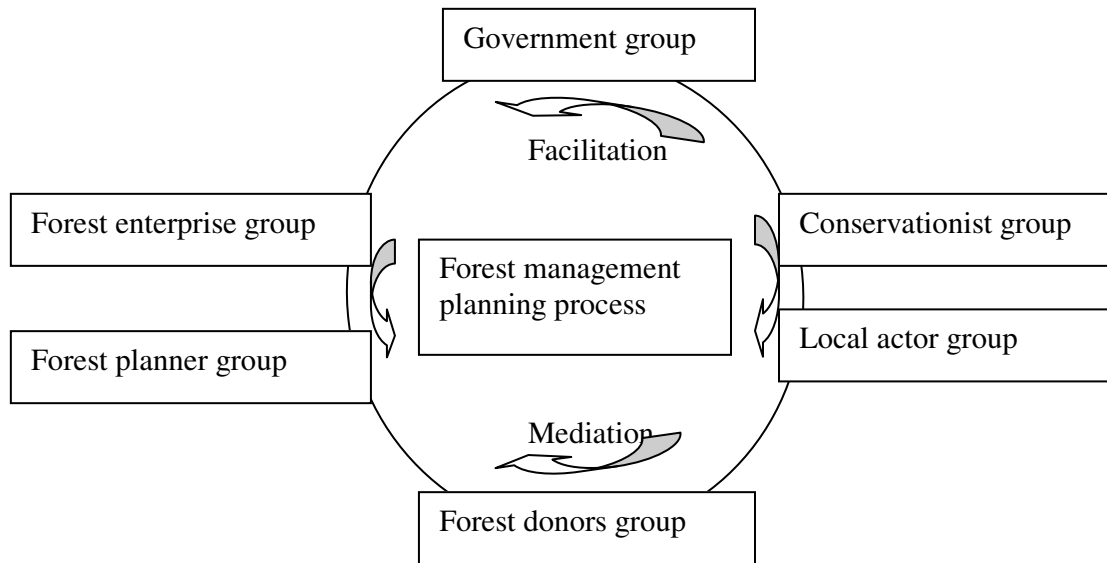 Government group
Facilitation
Forest enterprise group
Conservationist group
Forest management
planning process
Forest planner group
Local actor group
Mediation
Forest donors group